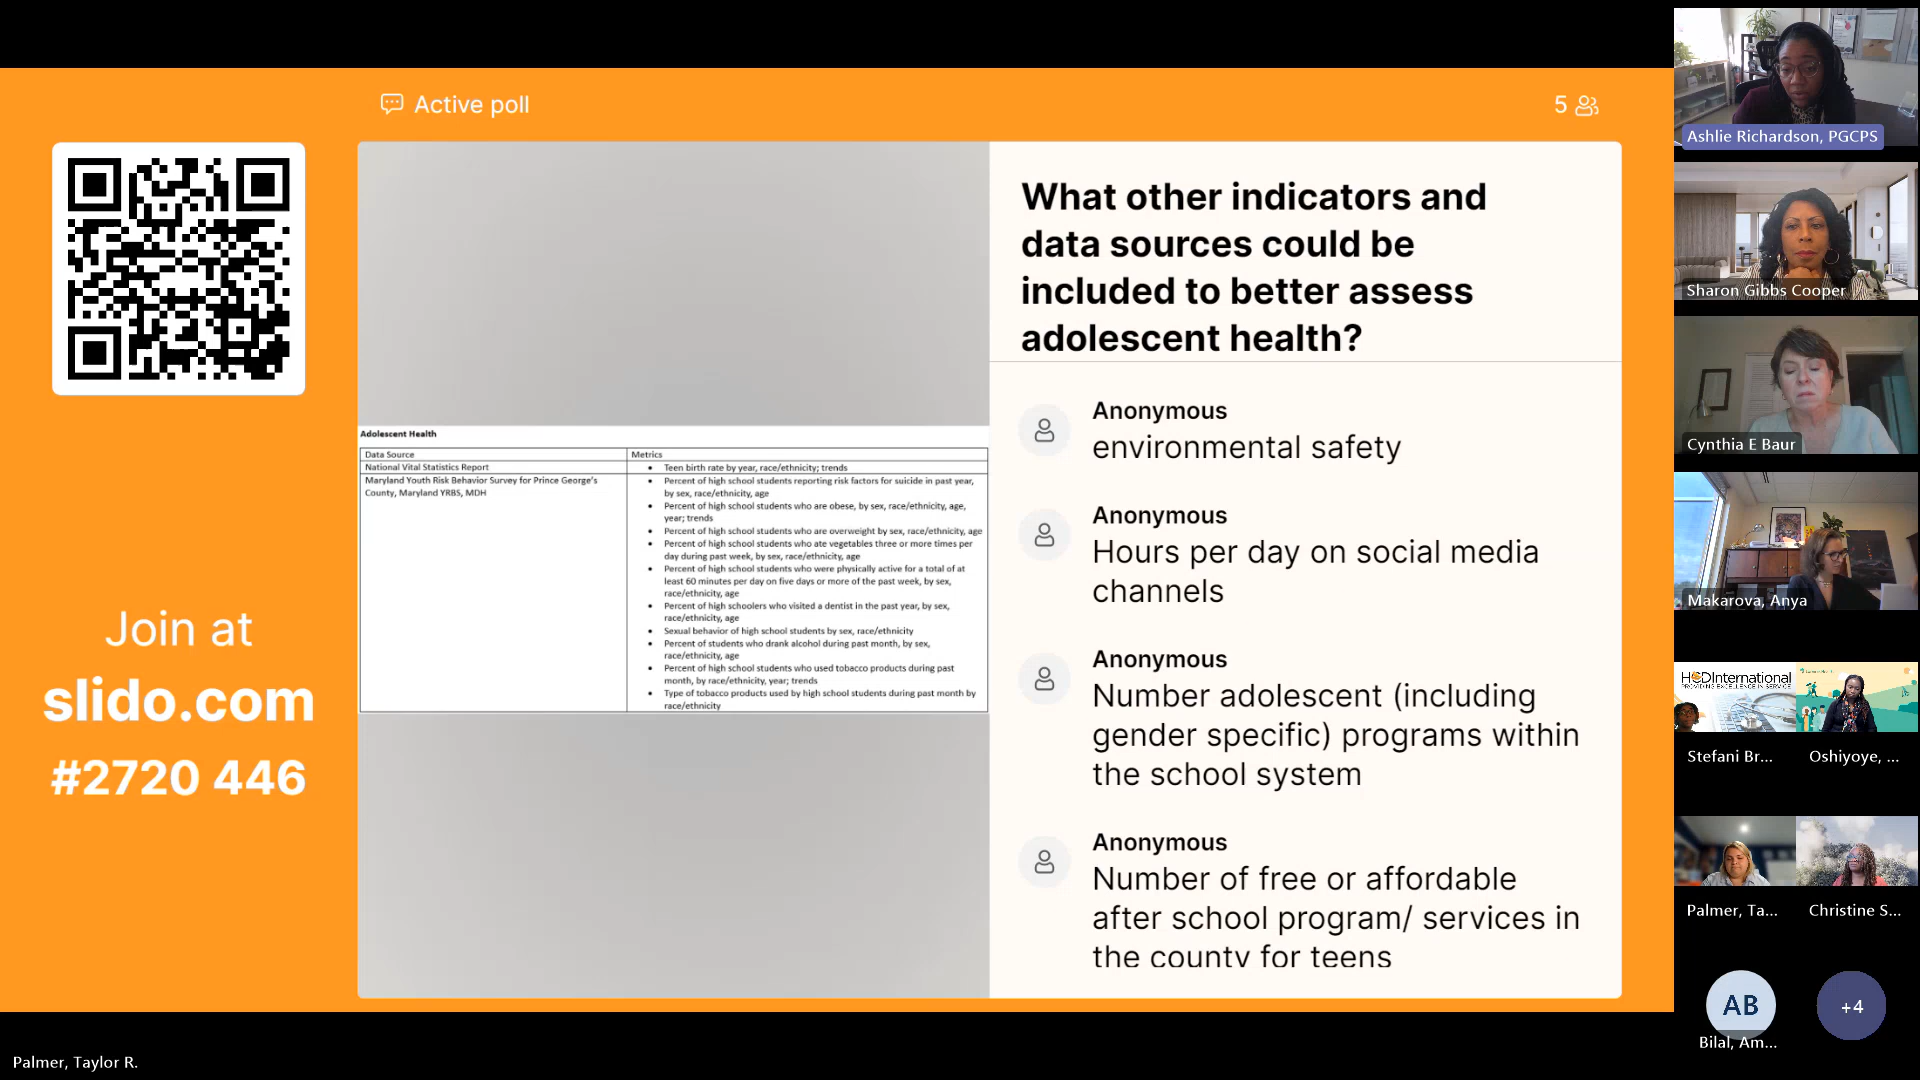 Active poll
5
Join at
slido.com
#2720 446
Adolescent Health
Data Source
Metrics
National Vital Statistics Report
Teen birth rate by year, race/ethnicity; trends
Maryland Youth Risk Behavior Survey for Prince George's
County, Maryland YRBS, MDH
Percent of high school students reporting risk factors for suicide in past year,
by sex, race/ethnicity, age
Percent of high school students who are obese, by sex, race/ethnicity, age,
year; trends
Percent of high school students who are overweight by sex, race/ethnicity, age
Percent of high school students who ate vegetables three or more times per
day during past week, by sex, race/ethnicity, age
Percent of high school students who were physically active for a total of at
least 60 minutes per day on five days or more of the past week, by sex,
race/ethnicity, age
Percent of high schoolers who visited a dentist in the past year, by sex,
race/ethnicity, age
Sexual behavior of high school students by sex, race/ethnicity
Percent of students who drank alcohol during past month, by sex,
race/ethnicity, age
Percent of high school students who used tobacco products during past
month, by race/ethnicity, year; trends
Type of tobacco products used by high school students during past month by
race/ethnicity
What other indicators and
data sources could be
included to better assess
adolescent health?
Anonymous
environmental safety
Anonymous
Hours per day on social media
channels
Anonymous
Number adolescent (including
gender specific) programs within
the school system
Anonymous
Number of free or affordable
after school program/ services in
the county for teens
Ashlie Richardson, PGCPS
Sharon Gibbs Cooper
Cynthia E Baur
Makarova, Anya
HCDInternational
PROVIDING EXCELLENCE IN SERVICE
Stefani Br...
Oshiyoye, ...
Palmer, Ta...
Christine S...
AB
+4
Bilal, Am...
Palmer, Taylor R.